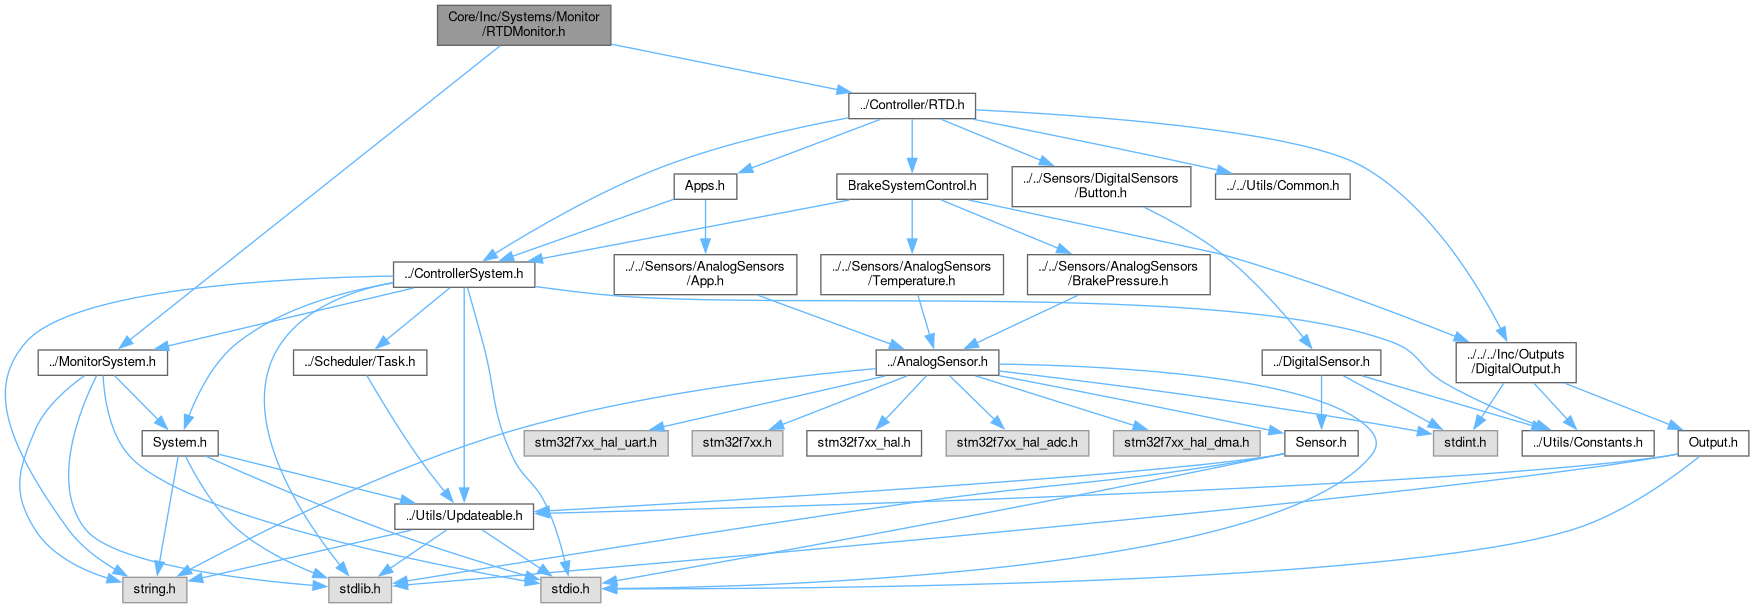 Core/Inc/Systems/Monitor
/RTDMonitor.h
../Controller/RTD.h
Apps.h
BrakeSystemControl.h
../../Sensors/DigitalSensors
/Button.h
../../Utils/Common.h
../ControllerSystem.h
../../Sensors/AnalogSensors
/App.h
../../Sensors/AnalogSensors
/Temperature.h
../../Sensors/AnalogSensors
/BrakePressure.h
../MonitorSystem.h
../Scheduler/Task.h
../AnalogSensor.h
../DigitalSensor.h
../../../Inc/Outputs
/DigitalOutput.h
System.h
stm32f7xx_hal_uart.h
stm32f7xx.h
stm32f7xx_hal.h
stm32f7xx_hal_adc.h
stm32f7xx_hal_dma.h
Sensor.h
stdint.h
../Utils/Constants.h
Output.h
../Utils/Updateable.h
string.h
stdlib.h
stdio.h